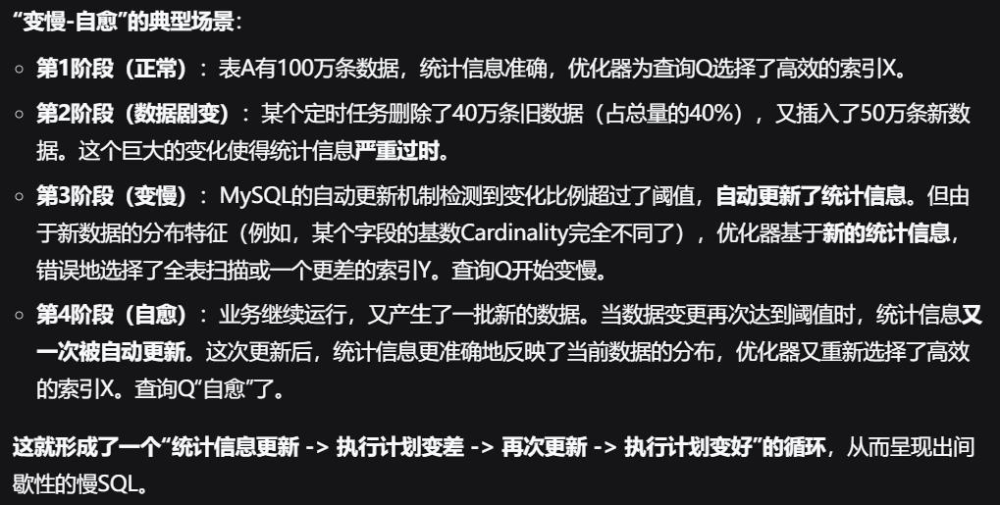 “变慢-自愈”的典型场景：
第1阶段（正常）：表A有100万条数据，统计信息准确，优化器为查询Q选择了高效的索引X。
第2阶段（数据剧变）：某个定时任务删除了40万条旧数据（占总量的40%），又插入了50万条新数
据。这个巨大的变化使得统计信息严重过时。
第3阶段（变慢）：MySQL的自动更新机制检测到变化比例超过了阈值，自动更新了统计信息。但由
于新数据的分布特征（例如，某个字段的基数Cardinality完全不同了），优化器基于新的统计信息，
错误地选择了全表扫描或一个更差的索引Y。查询Q开始变慢。
第4阶段（自愈）：业务继续运行，又产生了一批新的数据。当数据变更再次达到阈值时，统计信息又
一次被自动更新。这次更新后，统计信息更准确地反映了当前数据的分布，优化器又重新选择了高效
的索引X。查询Q“自愈”了。
这就形成了一个“统计信息更新 -> 执行计划变差 -> 再次更新 -> 执行计划变好”的循环，从而呈现出间
歇性的慢SQL。